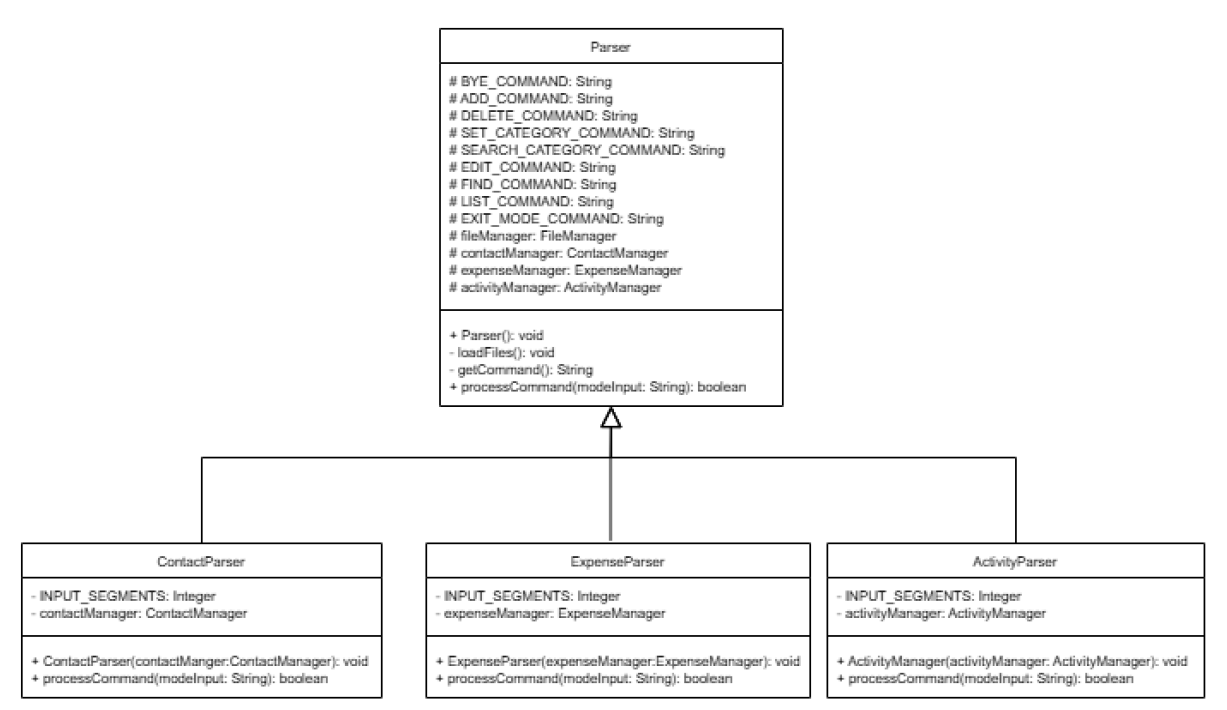 Parser
# BYE_COMMAND: String
# ADD_COMMAND: String
# DELETE_COMMAND: String
# SET_CATEGORY_COMMAND: String
# SEARCH_CATEGORY_COMMAND: String
# EDIT_COMMAND: String
# FIND_COMMAND: String
# LIST_COMMAND: String
# EXIT_MODE_COMMAND: String
# fileManager: FileManager
# contactManager: ContactManager
# expenseManager: ExpenseManager
# activityManager: ActivityManager
+ Parser(): void
- loadFiles(): void
- getCommand(): String
+ processCommand(modeInput: String): boolean
ContactParser
- INPUT_SEGMENTS: Integer
- contactManager: ContactManager
+ ContactParser(contactManger:ContactManager): void
+ processCommand(modeInput: String): boolean
ExpenseParser
- INPUT_SEGMENTS: Integer
- expenseManager: ExpenseManager
+ ExpenseParser(expenseManager:ExpenseManager): void
+ processCommand(modeInput: String): boolean
ActivityParser
- INPUT_SEGMENTS: Integer
- activityManager: ActivityManager
+ ActivityManager(activityManager: ActivityManager): void
+ processCommand(modeInput: String): boolean